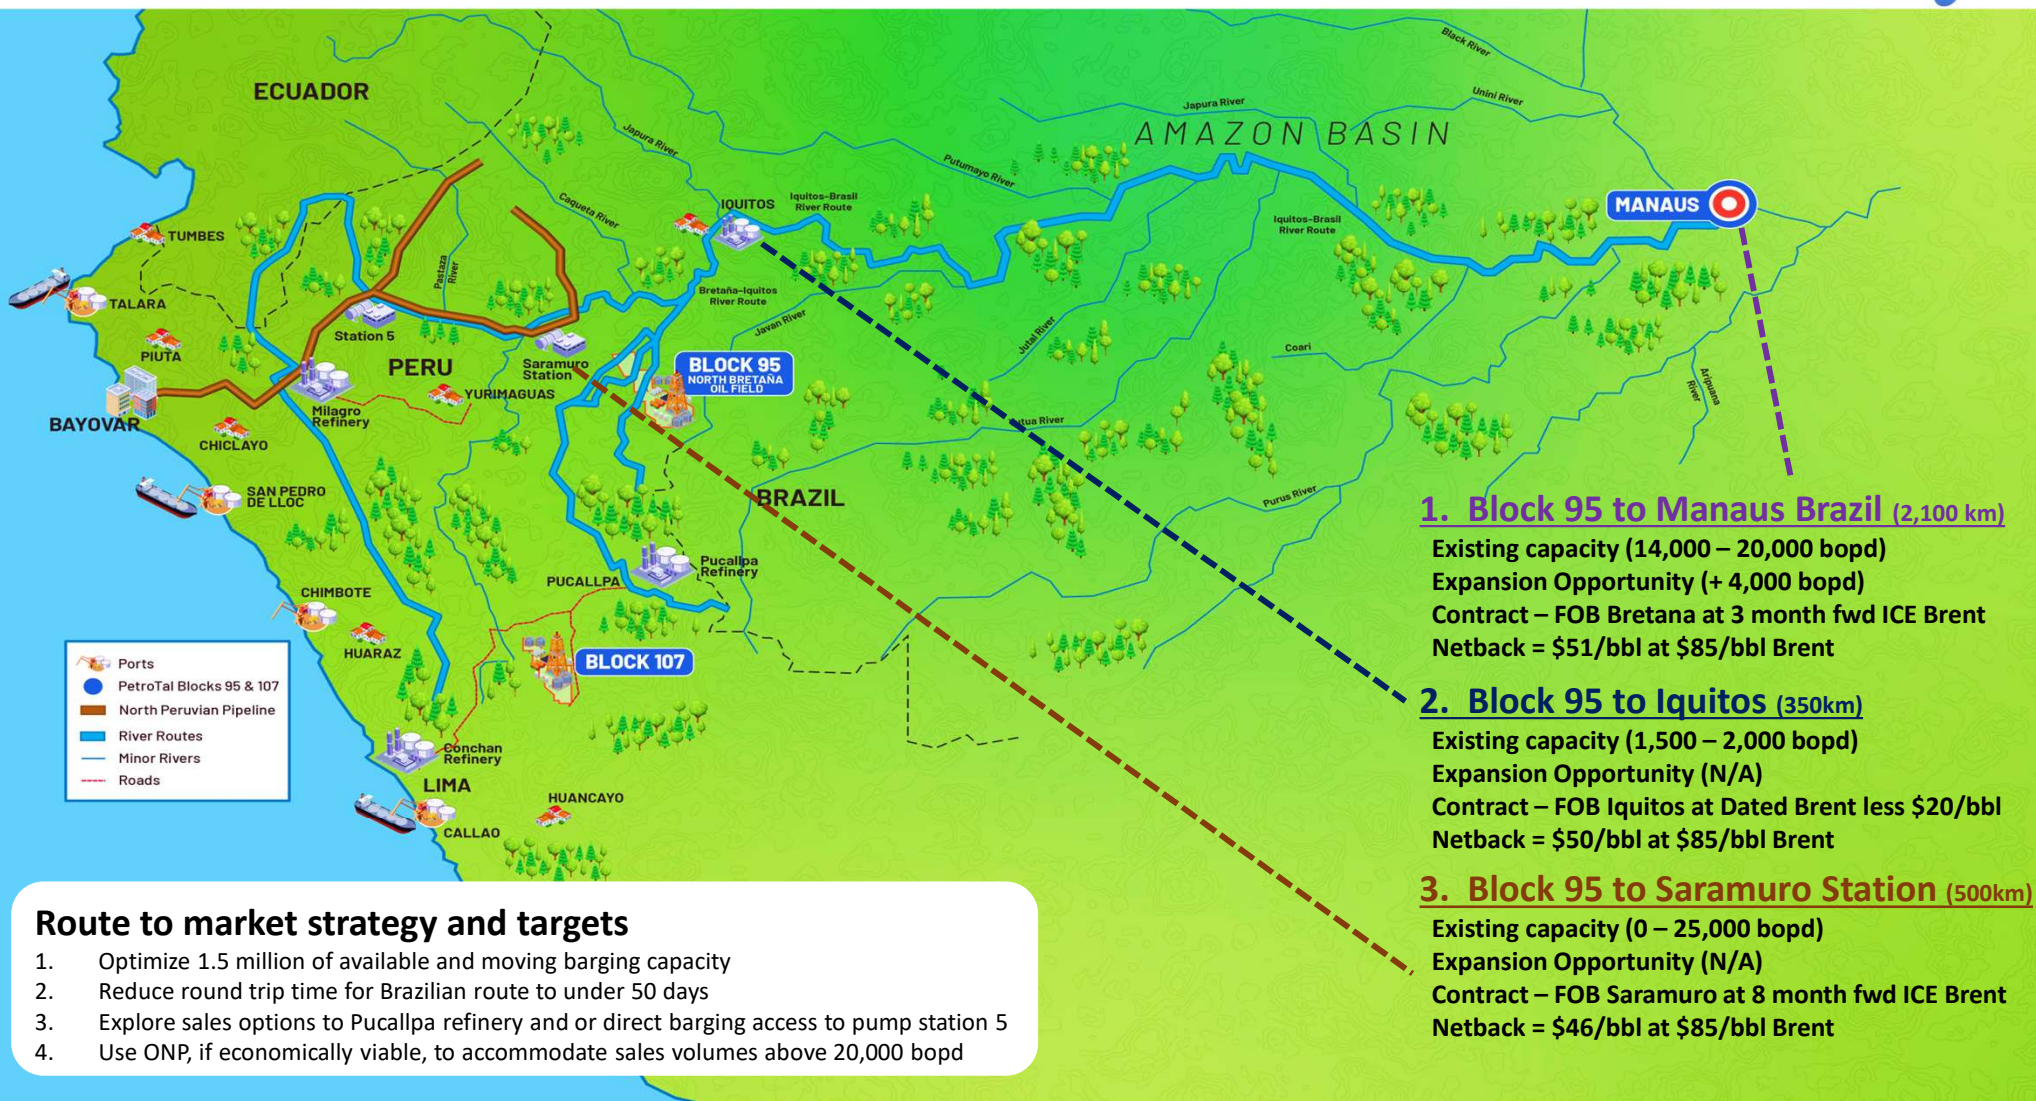 ECUADOR
Black River
Unini River
Japura River
AMAZON BASIN
Japura River
Putumayo River
Caqueta River
IQUITOS
Iquitos-Brasil
River Route
MANAUS
Iquitos-Brasil
River Route
TUMBES
Pastaza
River
TALARA
Bretaña-Iquitos
River Route
Javari River
Jutal River
Station 5
PIUTA
PERU
Saramuro
Station
BLOCK 95
NORTH BRETAÑA
OIL FIELD
Coari
Aripuana
River
YURIMAGUAS
Milagro
Refinery
BAYOVAR
CHICLAYO
SAN PEDRO
DE LLOC
BRAZIL
Purus River
Pucallpa
Refinery
PUCALLPA
CHIMBOTE
HUARAZ
BLOCK 107
Ports
PetroTal Blocks 95 & 107
North Peruvian Pipeline
River Routes
Minor Rivers
Roads
Conchan
Refinery
LIMA
HUANCAYO
CALLAO
1. Block 95 to Manaus Brazil (2,100 km)
Existing capacity (14,000 – 20,000 bopd)
Expansion Opportunity (+ 4,000 bopd)
Contract – FOB Bretana at 3 month fwd ICE Brent
Netback = $51/bbl at $85/bbl Brent
2. Block 95 to Iquitos (350km)
Existing capacity (1,500 – 2,000 bopd)
Expansion Opportunity (N/A)
Contract – FOB Iquitos at Dated Brent less $20/bbl
Netback = $50/bbl at $85/bbl Brent
3. Block 95 to Saramuro Station (500km)
Existing capacity (0 – 25,000 bopd)
Expansion Opportunity (N/A)
Contract – FOB Saramuro at 8 month fwd ICE Brent
Netback = $46/bbl at $85/bbl Brent
Route to market strategy and targets
1. Optimize 1.5 million of available and moving barging capacity
2. Reduce round trip time for Brazilian route to under 50 days
3. Explore sales options to Pucallpa refinery and or direct barging access to pump station 5
4. Use ONP, if economically viable, to accommodate sales volumes above 20,000 bopd